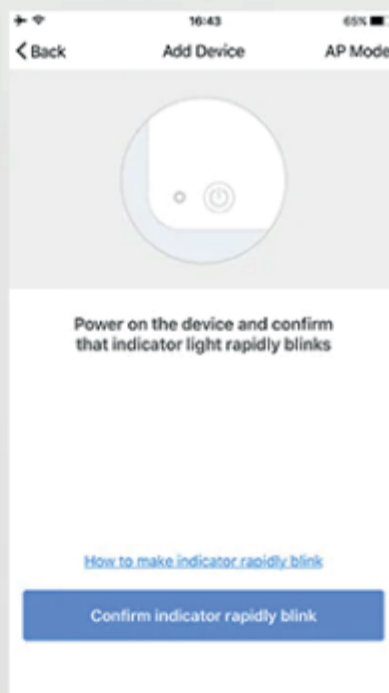 16:43
65%
Back
Add Device
AP Mode
Power on the device and confirm
that indicator light rapidly blinks
How to make indicator rapidly blink
Confirm indicator rapidly blink